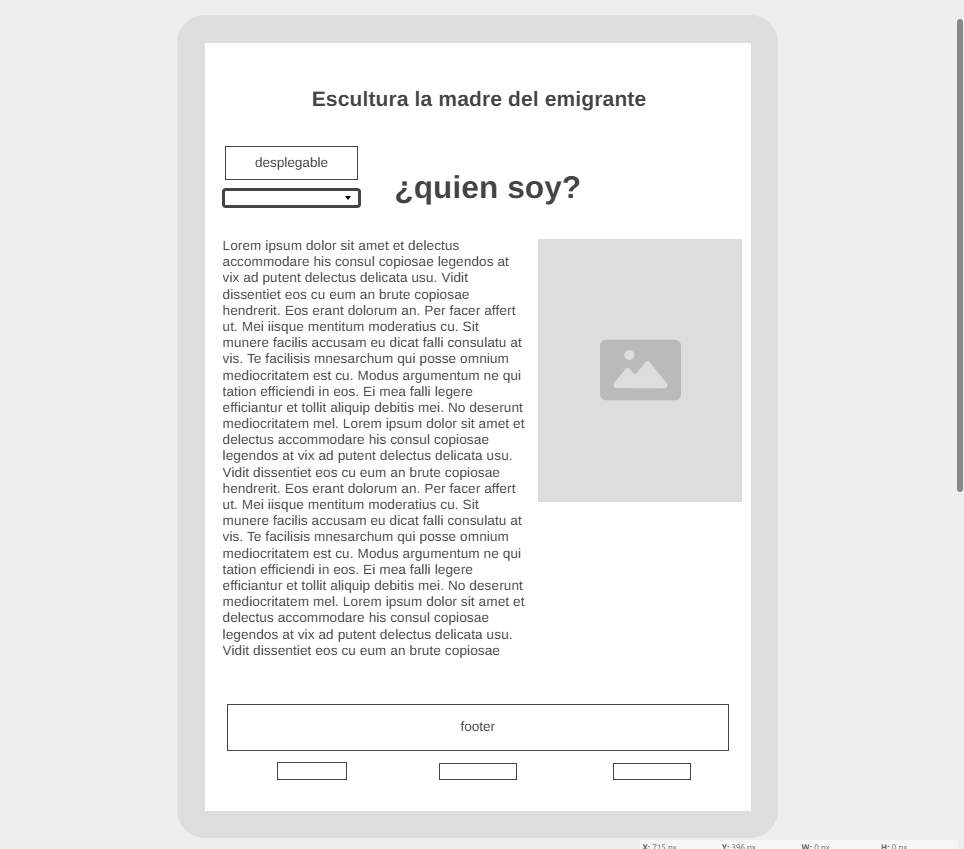 Escultura la madre del emigrante
desplegable
¿quien soy?
Lorem ipsum dolor sit amet et delectus
accommodare his consul copiosae legendos at
vix ad putent delectus delicata usu. Vidit
dissentiet eos cu eum an brute copiosae
hendrerit. Eos erant dolorum an. Per facer affert
ut. Mei iisque mentitum moderatius cu. Sit
munere facilis accusam eu dicat falli consulatu at
vis. Te facilisis mnesarchum qui posse omnium
mediocritatem est cu. Modus argumentum ne qui
tation efficiendi in eos. Ei mea falli legere
efficiantur et tollit aliquip debitis mei. No deserunt
mediocritatem mel. Lorem ipsum dolor sit amet et
delectus accommodare his consul copiosae
legendos at vix ad putent delectus delicata usu.
Vidit dissentiet eos cu eum an brute copiosae
hendrerit. Eos erant dolorum an. Per facer affert
ut. Mei iisque mentitum moderatius cu. Sit
munere facilis accusam eu dicat falli consulatu at
vis. Te facilisis mnesarchum qui posse omnium
mediocritatem est cu. Modus argumentum ne qui
tation efficiendi in eos. Ei mea falli legere
efficiantur et tollit aliquip debitis mei. No deserunt
mediocritatem mel. Lorem ipsum dolor sit amet et
delectus accommodare his consul copiosae
legendos at vix ad putent delectus delicata usu.
Vidit dissentiet eos cu eum an brute copiosae
footer
X: 715 px Y: 396 px W: 0 px H: 0 px